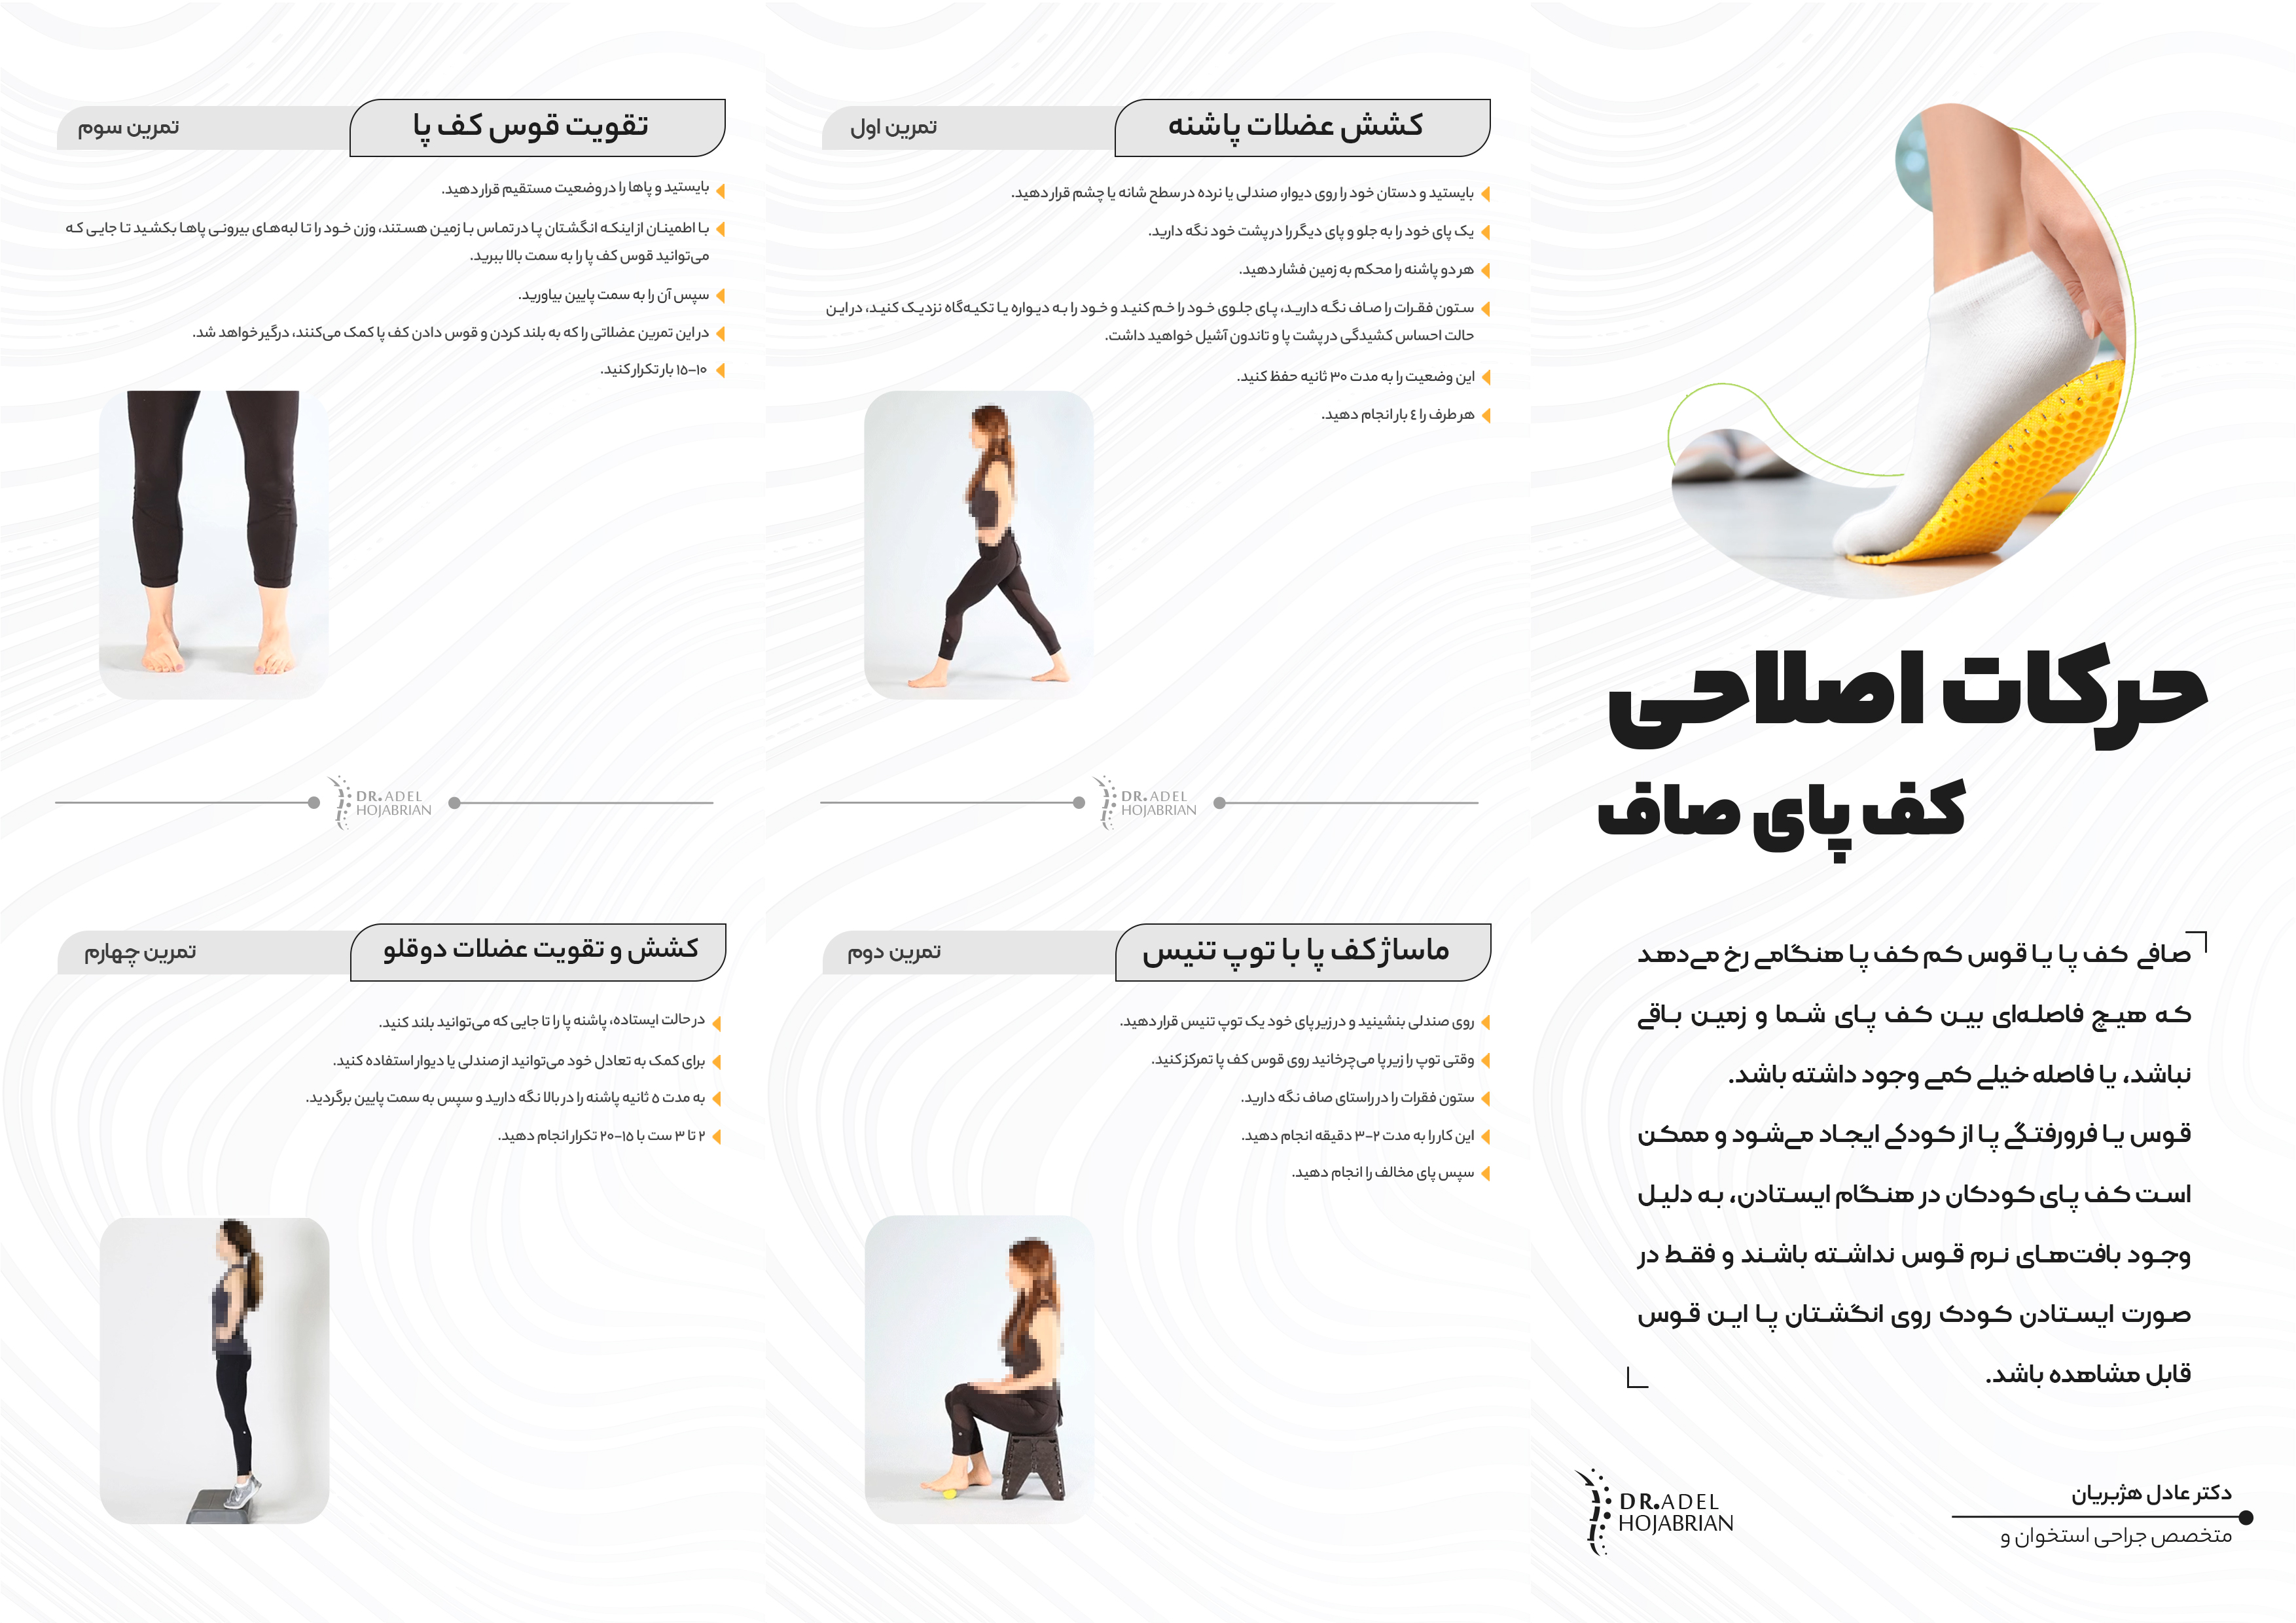 حرکات اصلاحی
کف پای صاف
صافی کف پا یا قوس کم کف پا هنگامی رخ می‌دهد
که هیچ فاصله‌ای بین کف پای شما و زمین باقی
نباشد، یا فاصله خیلی کمی وجود داشته باشد.
قوس یا فرورفتگی پا از کودکی ایجاد می‌شود و ممکن
است کف پای کودکان در هنگام ایستادن، به دلیل
وجود بافت‌های نرم قوس نداشته باشند و فقط در
صورت ایستادن کودک روی انگشتان پا این قوس
قابل مشاهده باشد.
دکتر عادل هژبریان
متخصص جراحی استخوان و
DR. ADEL
HOJABRIAN
کشش عضلات پاشنه
تمرین اول
بایستید و دستان خود را روی دیوار، صندلی یا نرده در سطح شانه یا چشم قرار دهید.
یک پای خود را به جلو و پای دیگر را در پشت خود نگه دارید.
هر دو پاشنه را محکم به زمین فشار دهید.
ستون فقرات را صاف نگه دارید، پای جلوی خود را خم کنید و خود را به دیواره یا تکیه‌گاه نزدیک کنید، در این
حالت احساس کشیدگی در پشت پا و تاندون آشیل خواهید داشت.
این وضعیت را به مدت ۳۰ ثانیه حفظ کنید.
هر طرف را ٤ بار انجام دهید.
DR. ADEL
HOJABRIAN
ماساژ کف پا با توپ تنیس
تمرین دوم
روی صندلی بنشینید و در زیر پای خود یک توپ تنیس قرار دهید.
وقتی توپ را زیر پا می‌چرخانید روی قوس کف پا تمرکز کنید.
ستون فقرات را در راستای صاف نگه دارید.
این کار را به مدت ۲-۳ دقیقه انجام دهید.
سپس پای مخالف را انجام دهید.
تقویت قوس کف پا
تمرین سوم
بایستید و پاها را در وضعیت مستقیم قرار دهید.
با اطمینان از اینکه انگشتان پا در تماس با زمین هستند، وزن خود را تا لبه‌های بیرونی پاها بکشید تا جایی که
می‌توانید قوس کف پا را به سمت بالا ببرید.
سپس آن را به سمت پایین بیاورید.
در این تمرین عضلاتی را که به بلند کردن و قوس دادن کف پا کمک می‌کنند، درگیر خواهد شد.
۱۰-۱۵ بار تکرار کنید.
DR. ADEL
HOJABRIAN
کشش و تقویت عضلات دوقلو
تمرین چهارم
در حالت ایستاده، پاشنه پا را تا جایی که می‌توانید بلند کنید.
برای کمک به تعادل خود می‌توانید از صندلی یا دیوار استفاده کنید.
به مدت ۵ ثانیه پاشنه را در بالا نگه دارید و سپس به سمت پایین برگردید.
۲ تا ۳ ست با ۱۵-۲۰ تکرار انجام دهید.